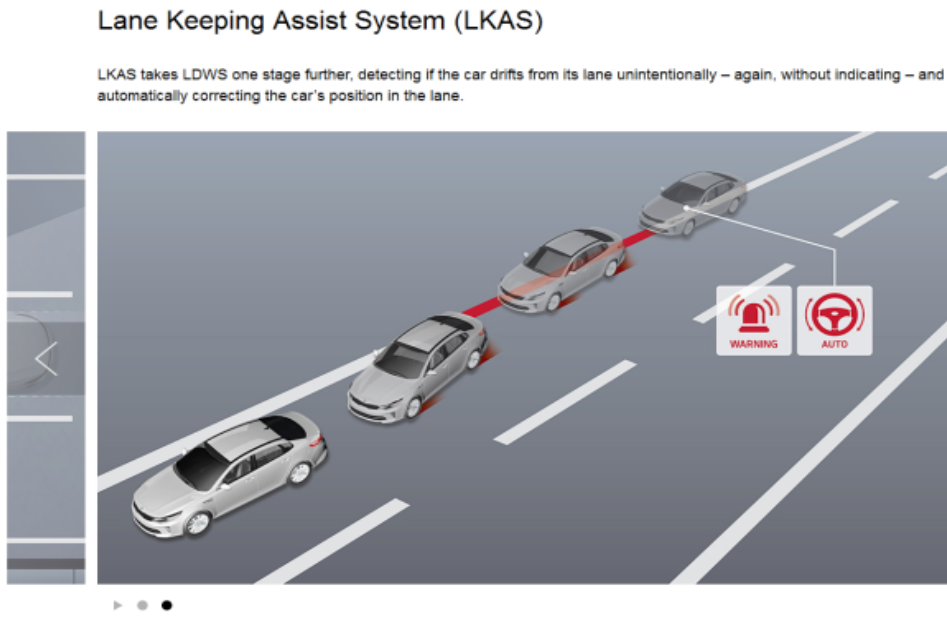 Lane Keeping Assist System (LKAS)
LKAS takes LDWS one stage further, detecting if the car drifts from its lane unintentionally – again, without indicating – and
automatically correcting the car's position in the lane.
WARNING
AUTO